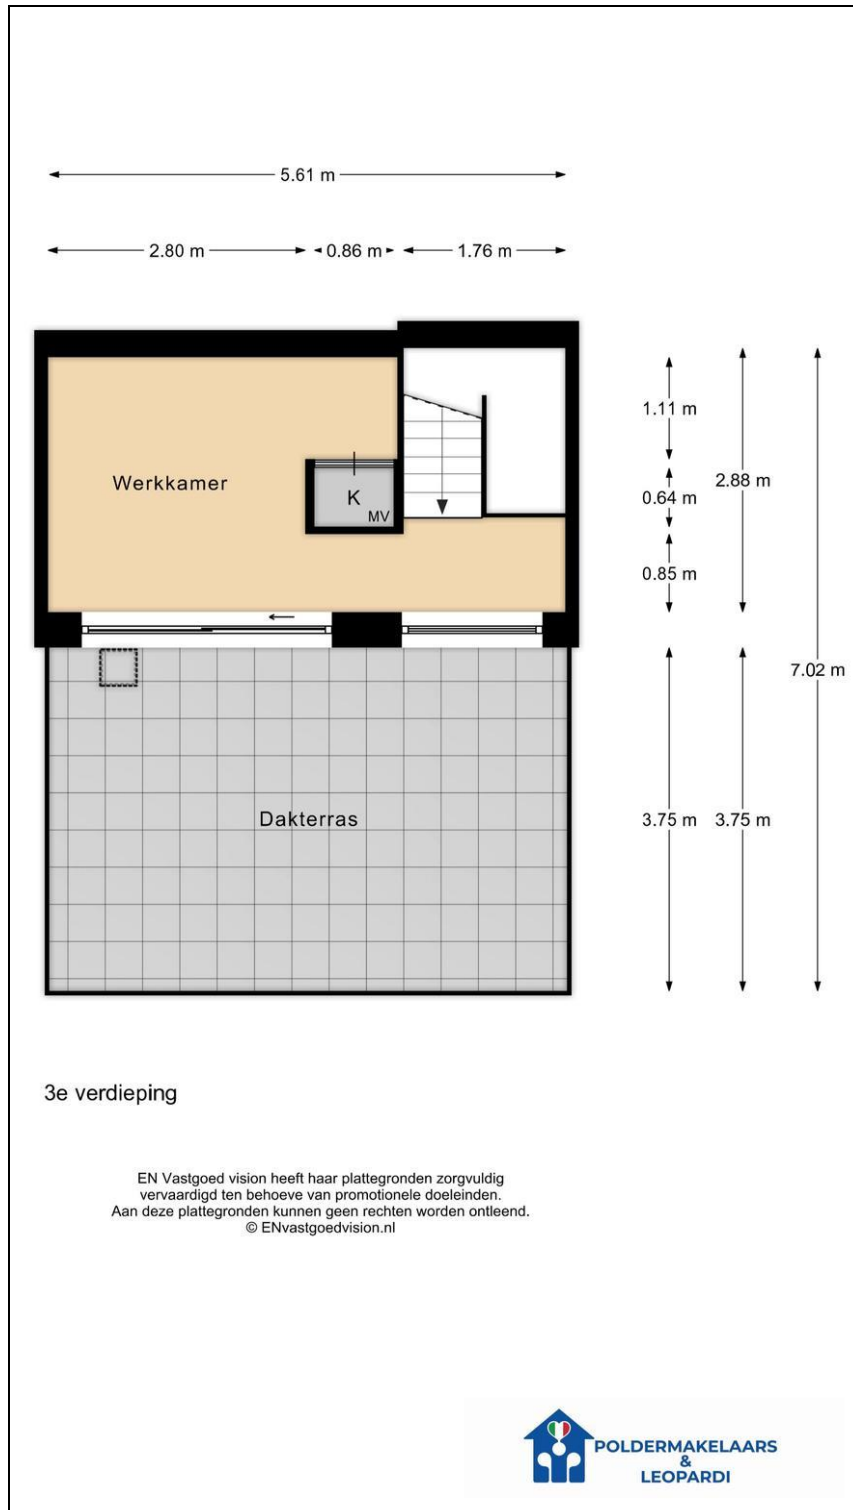 5.61 m
2.80 m
0.86 m
1.76 m
1.11 m
2.88 m
Werkkamer
K
MV
0.64 m
0.85 m
7.02 m
Dakterras
3.75 m
3.75 m
3e verdieping
EN Vastgoed vision heeft haar plattegronden zorgvuldig
vervaardigd ten behoeve van promotionele doeleinden.
Aan deze plattegronden kunnen geen rechten worden ontleend.
© ENvastgoedvision.nl
POLDERMAKELAARS
&
LEOPARDI